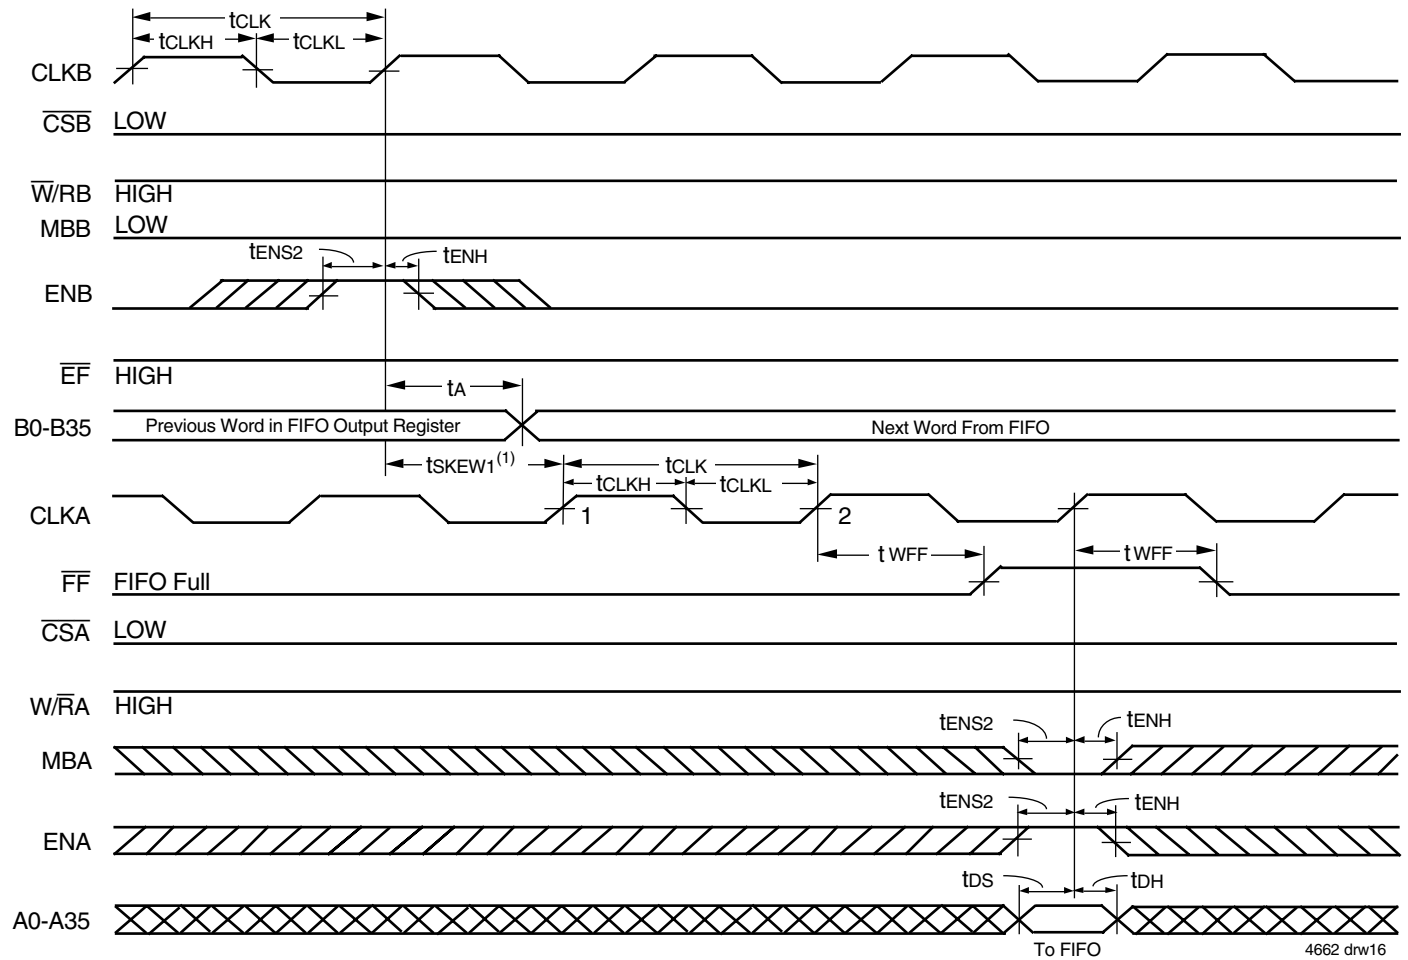 tCLK
tCLKH
tCLKL
CLKB
CSB LOW
W/RB HIGH
MBB LOW
tENS2
tENH
ENB
EF HIGH
tA
B0-B35 Previous Word in FIFO Output Register Next Word From FIFO
tSKEW1(1)
tCLK
tCLKH
tCLKL
CLKA 1 2
tWFF tWFF
FF FIFO Full
CSA LOW
W/RA HIGH
tENS2 tENH
MBA
tENS2 tENH
ENA
tDS tDH
A0-A35
To FIFO
4662 drw16